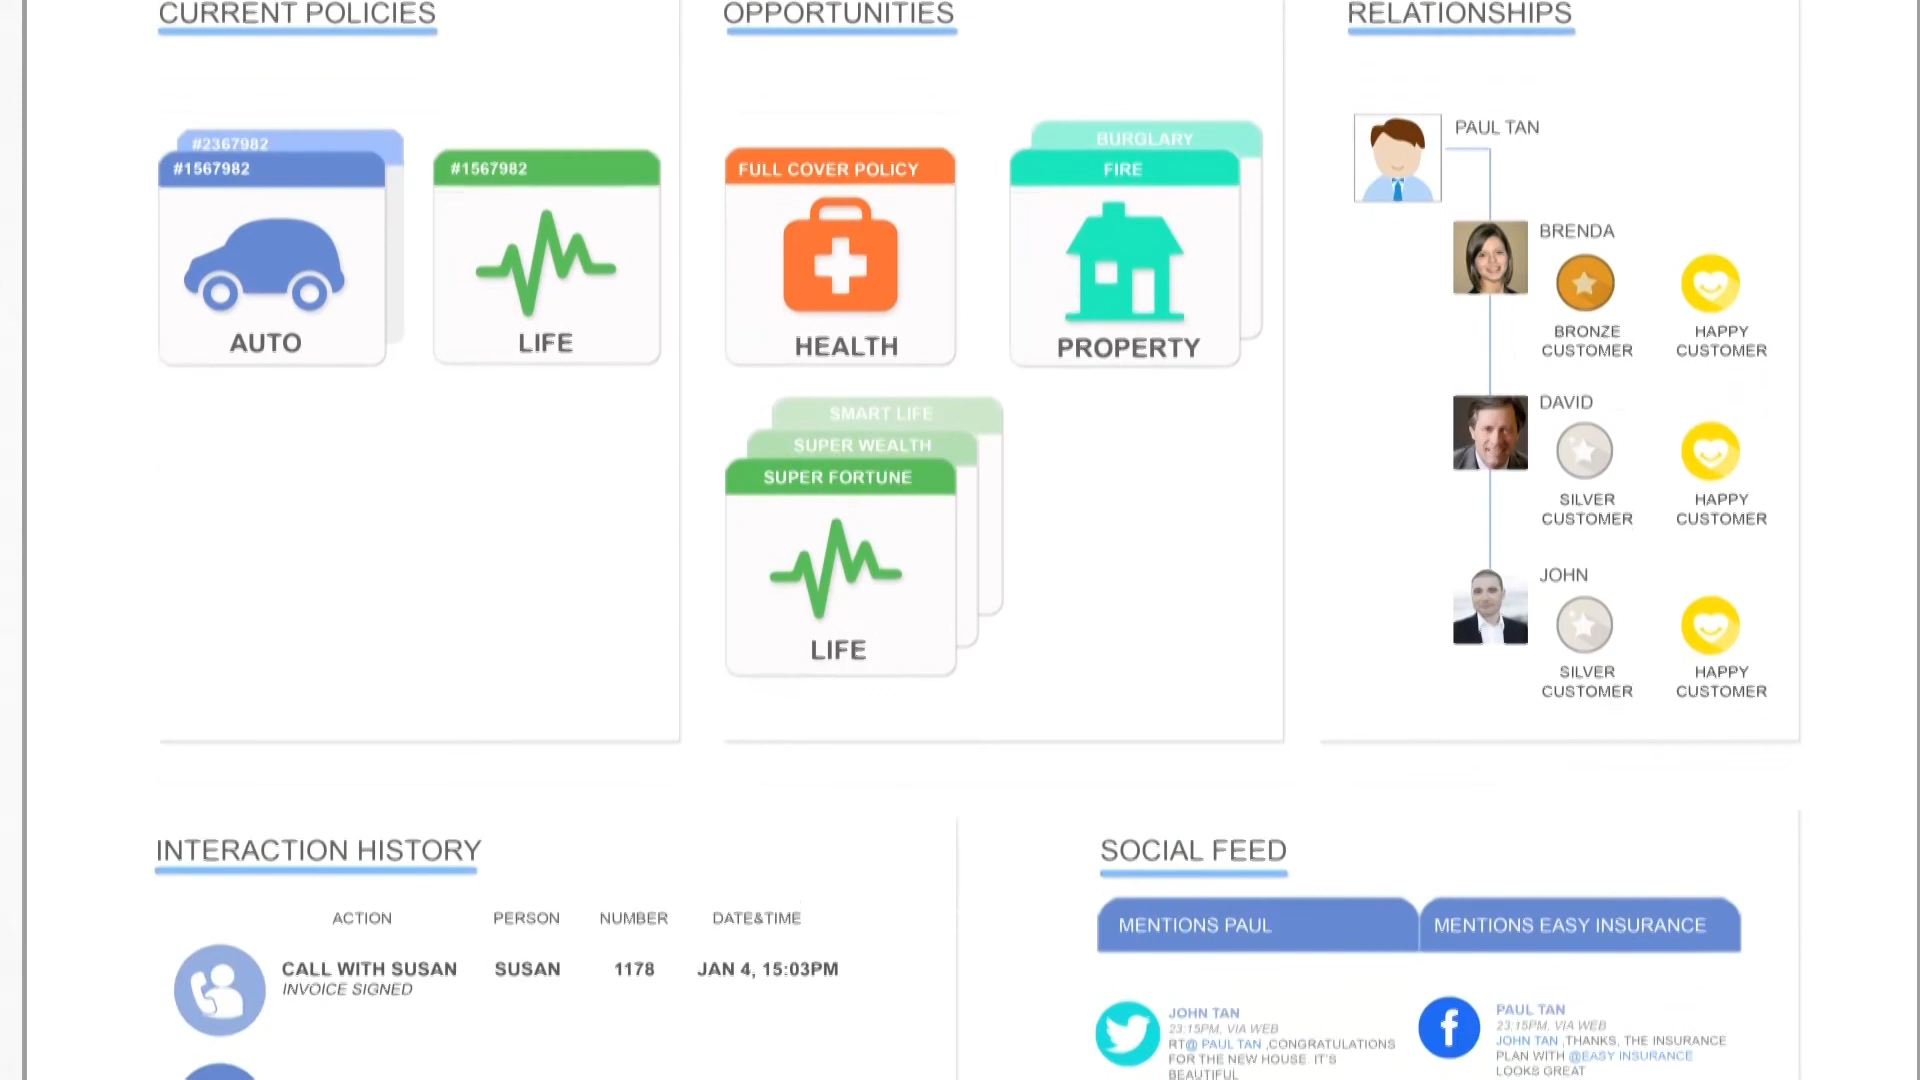 CURRENT POLICIES
#2367982
#1567982
AUTO
#1567982
LIFE
OPPORTUNITIES
FULL COVER POLICY
HEALTH
BURGLARY
FIRE
PROPERTY
SMART LIFE
SUPER WEALTH
SUPER FORTUNE
LIFE
RELATIONSHIPS
PAUL TAN
BRENDA
BRONZE
CUSTOMER
HAPPY
CUSTOMER
DAVID
SILVER
CUSTOMER
HAPPY
CUSTOMER
JOHN
SILVER
CUSTOMER
HAPPY
CUSTOMER
INTERACTION HISTORY
ACTION PERSON NUMBER DATE&TIME
CALL WITH SUSAN SUSAN 1178 JAN 4, 15:03PM
INVOICE SIGNED
SOCIAL FEED
MENTIONS PAUL
MENTIONS EASY INSURANCE
JOHN TAN
23:15PM, VIA WEB
RT@ PAUL TAN ,CONGRATULATIONS
FOR THE NEW HOUSE. IT'S
BEAUTIFUL
PAUL TAN
23:15PM, VIA WEB
JOHN TAN ,THANKS, THE INSURANCE
PLAN WITH @EASY INSURANCE
LOOKS GREAT